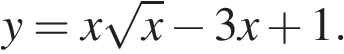 y = x√x − 3x + 1.